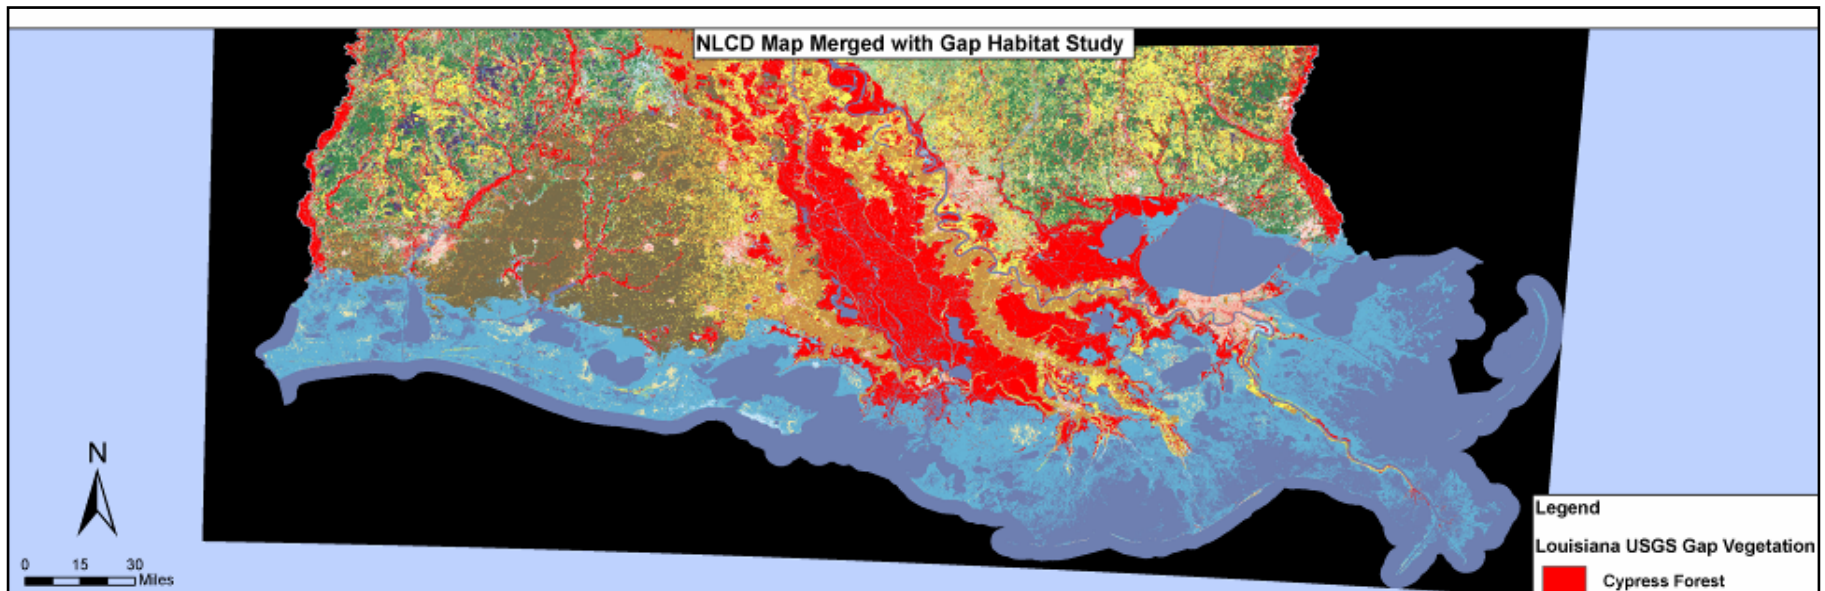 NLCD Map Merged with Gap Habitat Study
N
0 15 30
Miles
Legend
Louisiana USGS Gap Vegetation
Cypress Forest